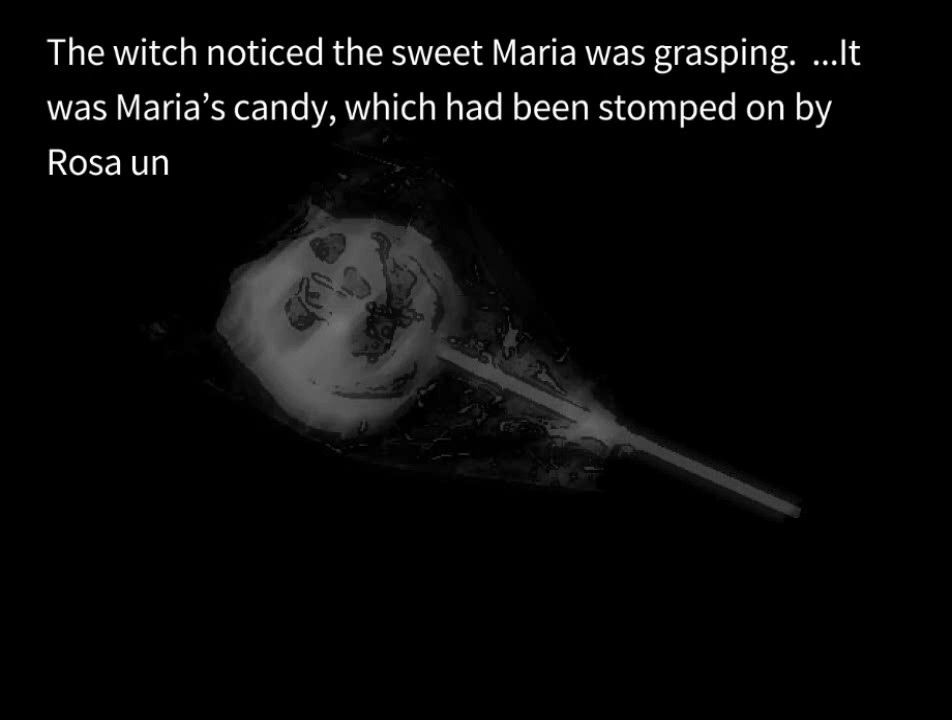 The witch noticed the sweet Maria was grasping.  ...It
was Maria’s candy, which had been stomped on by
Rosa un